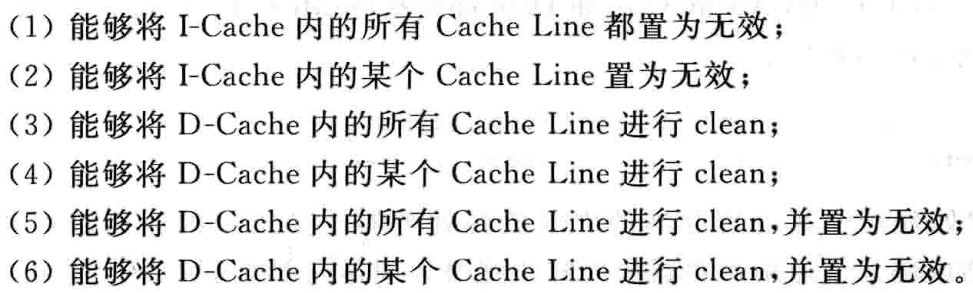 (1) 能够将 I-Cache 内的所有 Cache Line 都置为无效;
(2) 能够将 I-Cache 内的某个 Cache Line 置为无效;
(3) 能够将 D-Cache 内的所有 Cache Line 进行 clean;
(4) 能够将 D-Cache 内的某个 Cache Line 进行 clean;
(5) 能够将 D-Cache 内的所有 Cache Line 进行 clean,并置为无效;
(6) 能够将 D-Cache 内的某个 Cache Line 进行 clean,并置为无效。